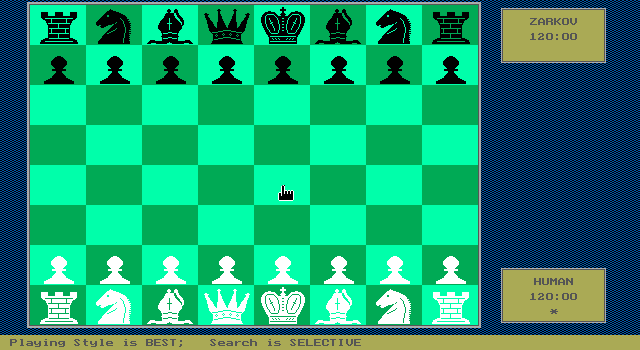 ZARKOV
120:00
HUMAN
120:00
*
Playing Style is BEST;   Search is SELECTIVE